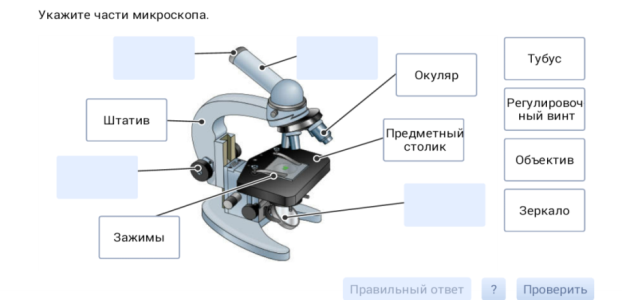 Укажите части микроскопа.
Тубус
Окуляр
Регулировоч
ный винт
Штатив
Предметный
столик
Объектив
Зеркало
Зажимы
Правильный ответ
?
Проверить